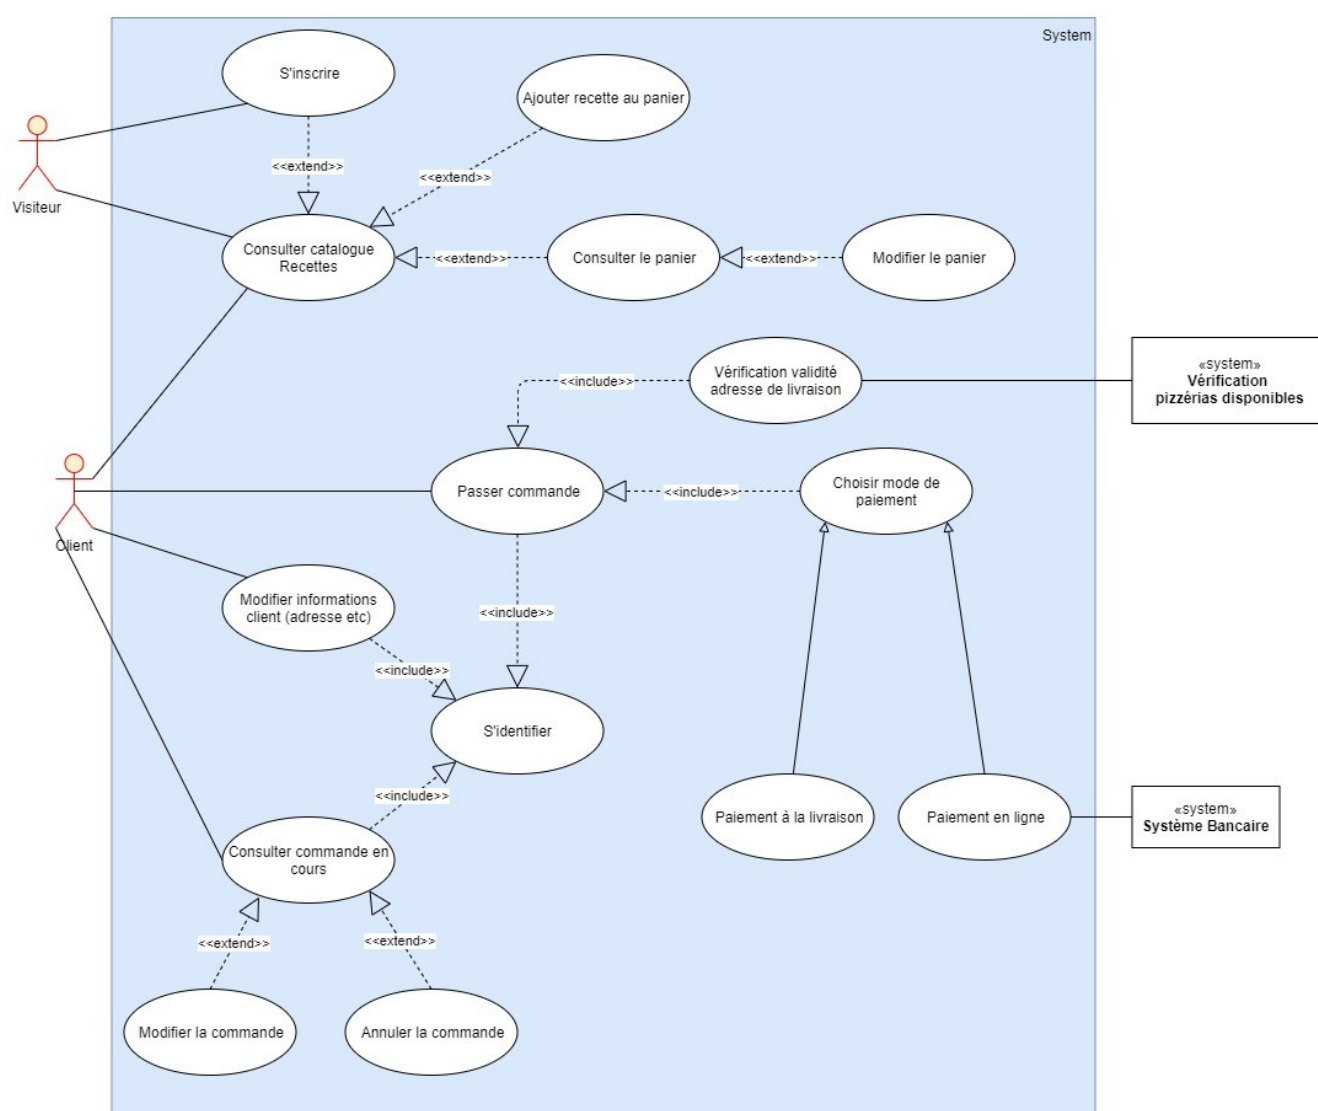 System
S'inscrire
Ajouter recette au panier
<<extend>>
<<extend>>
Visiteur
Consulter catalogue
Recettes
<<extend>>
Consulter le panier
<<extend>>
Modifier le panier
«system»
Vérification
pizzérias disponibles
<<include>>
Vérification validité
adresse de livraison
Passer commande
<<include>>
Choisir mode de
paiement
Client
Modifier informations
client (adresse etc)
<<include>>
<<include>>
S'identifier
<<include>>
Paiement à la livraison
Paiement en ligne
«system»
Système Bancaire
Consulter commande en
cours
<<extend>>
<<extend>>
Modifier la commande
Annuler la commande